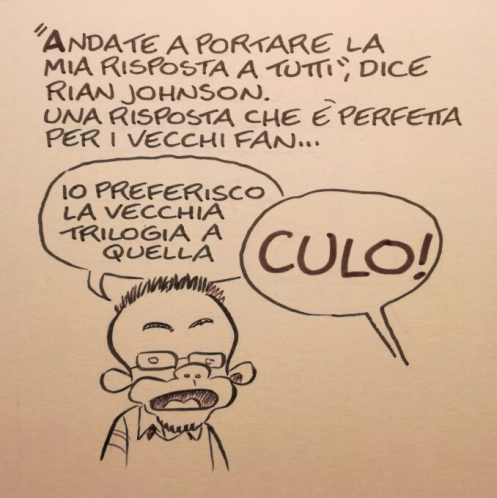 "ANDATE A PORTARE LA
MIA RISPOSTA A TUTTI", DICE
RIAN JOHNSON.
UNA RISPOSTA CHE È PERFETTA
PER I VECCHI FAN...
IO PREFERISCO
LA VECCHIA
TRILOGIA A
QUELLA
CULO!